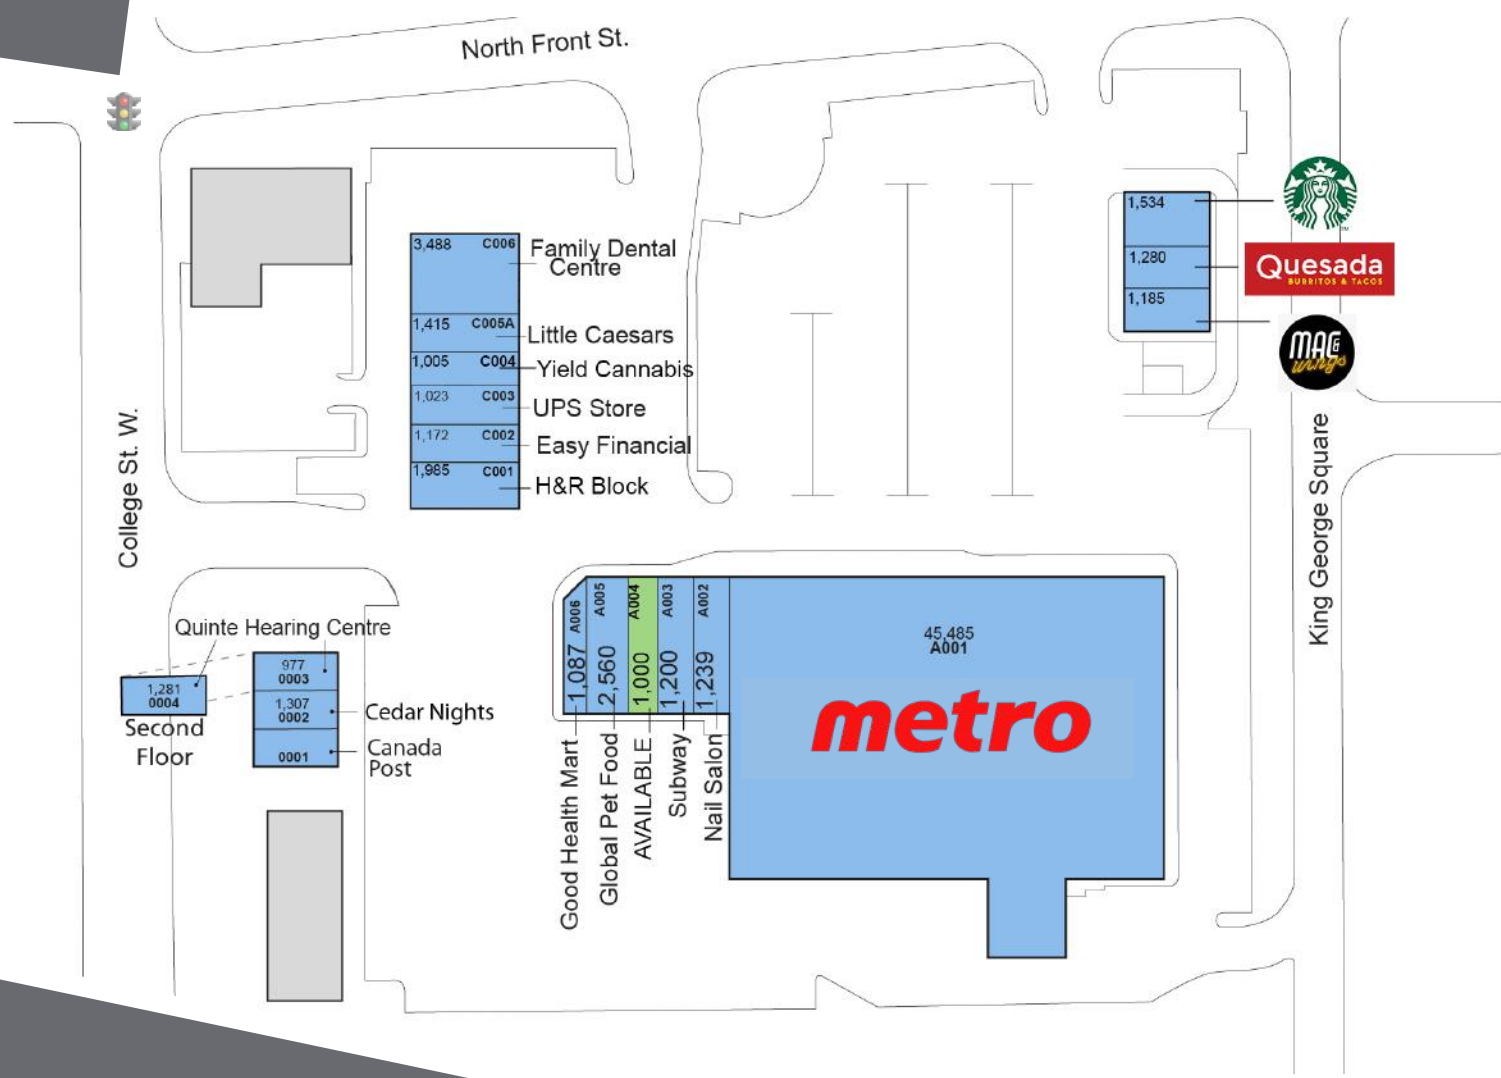 North Front St.
1,534
1,280
1,185
TM
Quesada
BURRITOS & TACOS
MAC &
Wings
3,488 C006
Family Dental
Centre
1,415 C005A
Little Caesars
1,005 C004
Yield Cannabis
1,023 C003
UPS Store
1,172 C002
Easy Financial
1,985 C001
H&R Block
College St. W.
King George Square
Quinte Hearing Centre
977
0003
1,281
0004
Second
Floor
1,307
0002
Cedar Nights
0001
Canada
Post
A006
1,087
Good Health Mart
A005
2,560
Global Pet Food
A004
1,000
AVAILABLE
A003
1,200
Subway
A002
1,239
Nail Salon
45,485
A001
metro